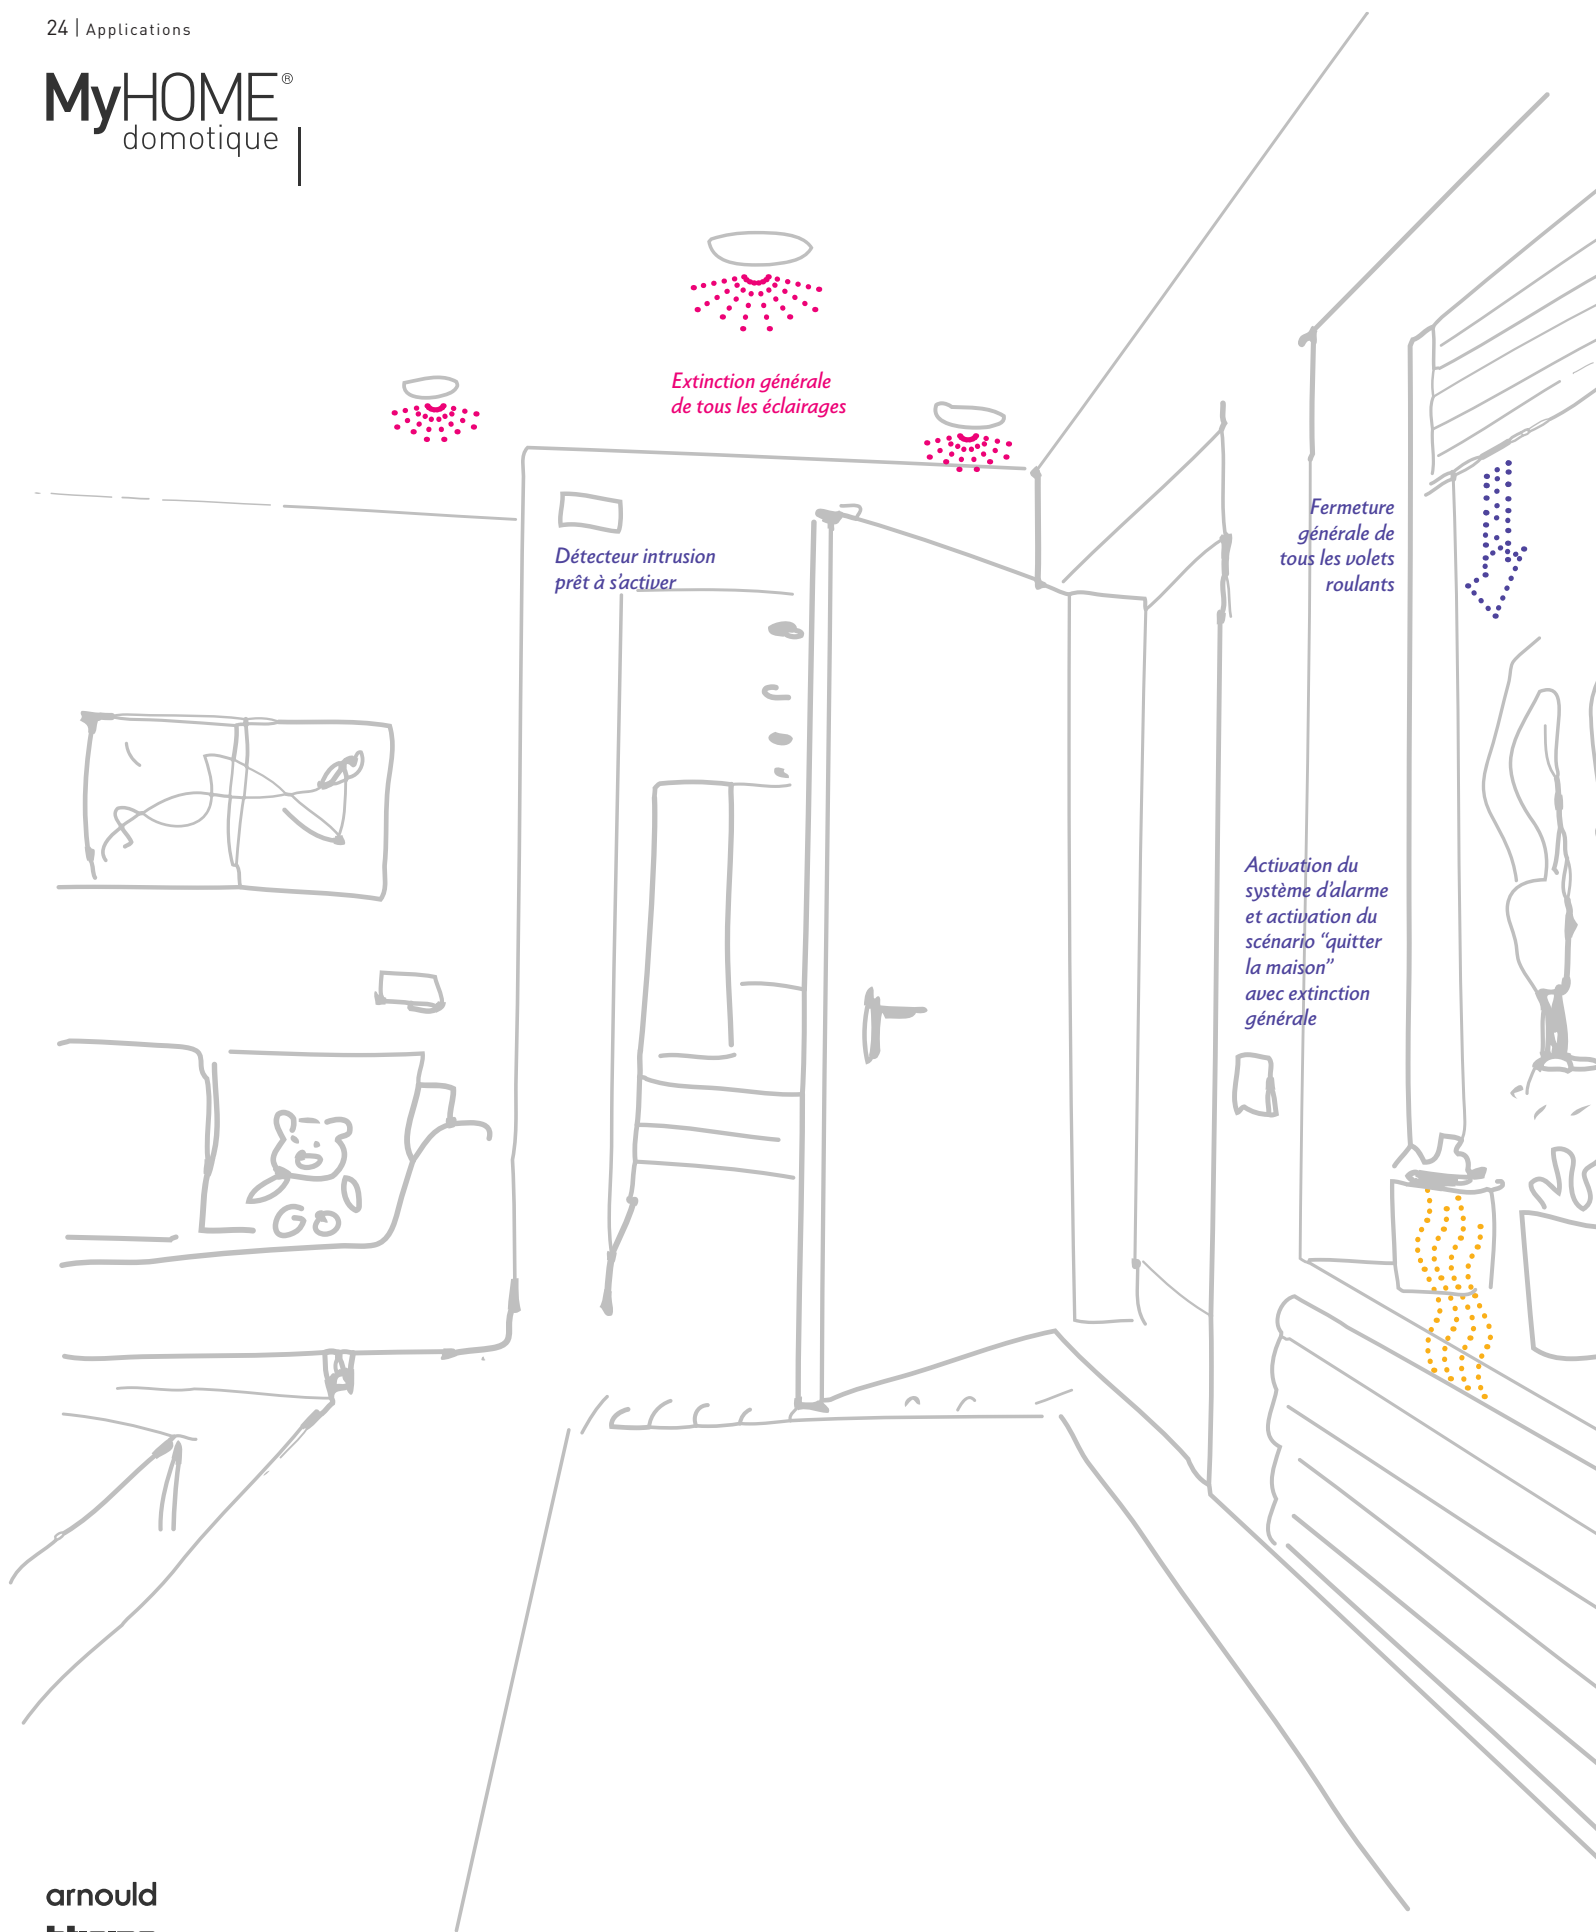 24 | Applications
MyHOME®
domotique
Extinction générale
de tous les éclairages
Détecteur intrusion
prêt à s’activer
Fermeture
générale de
tous les volets
roulants
Activation du
système d’alarme
et activation du
scénario “quitter
la maison”
avec extinction
générale
arnould